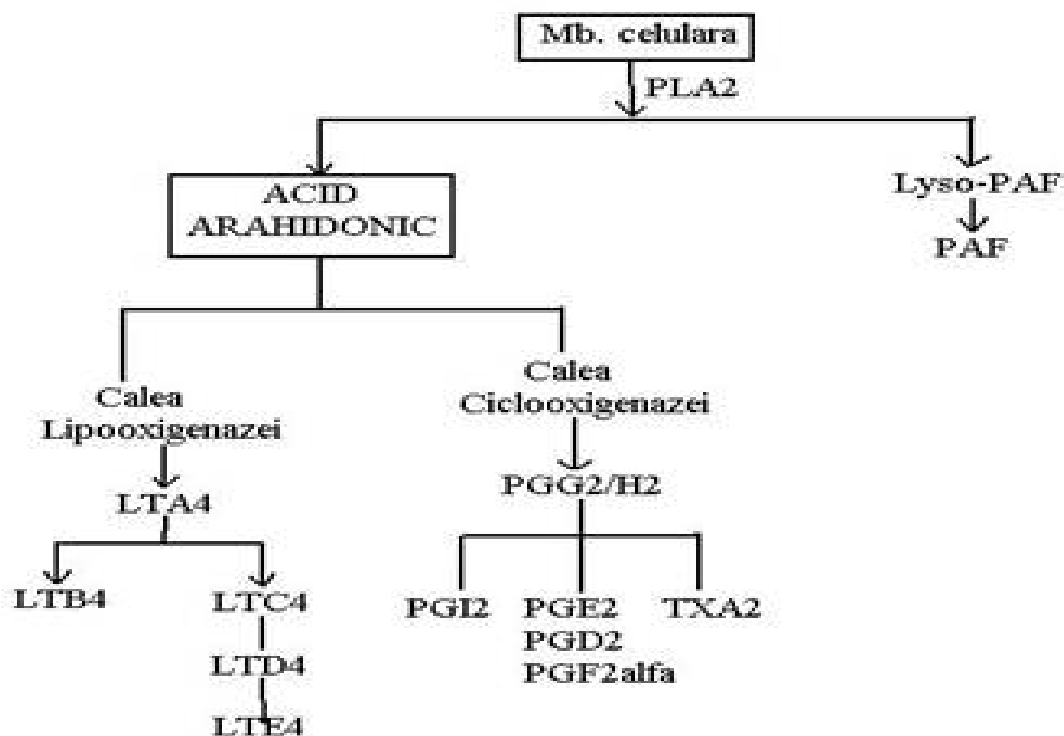 Mb. celulara
PLA2
ACID
ARAHIDONIC
Lyso-PAF
PAF
Calea
Lipooxigenazei
Calea
Ciclooxigenazei
LTA4
PGG2/H2
LTB4
LTC4
LTD4
LTE4
PGI2
PGE2
PGD2
PGF2alfa
TXA2